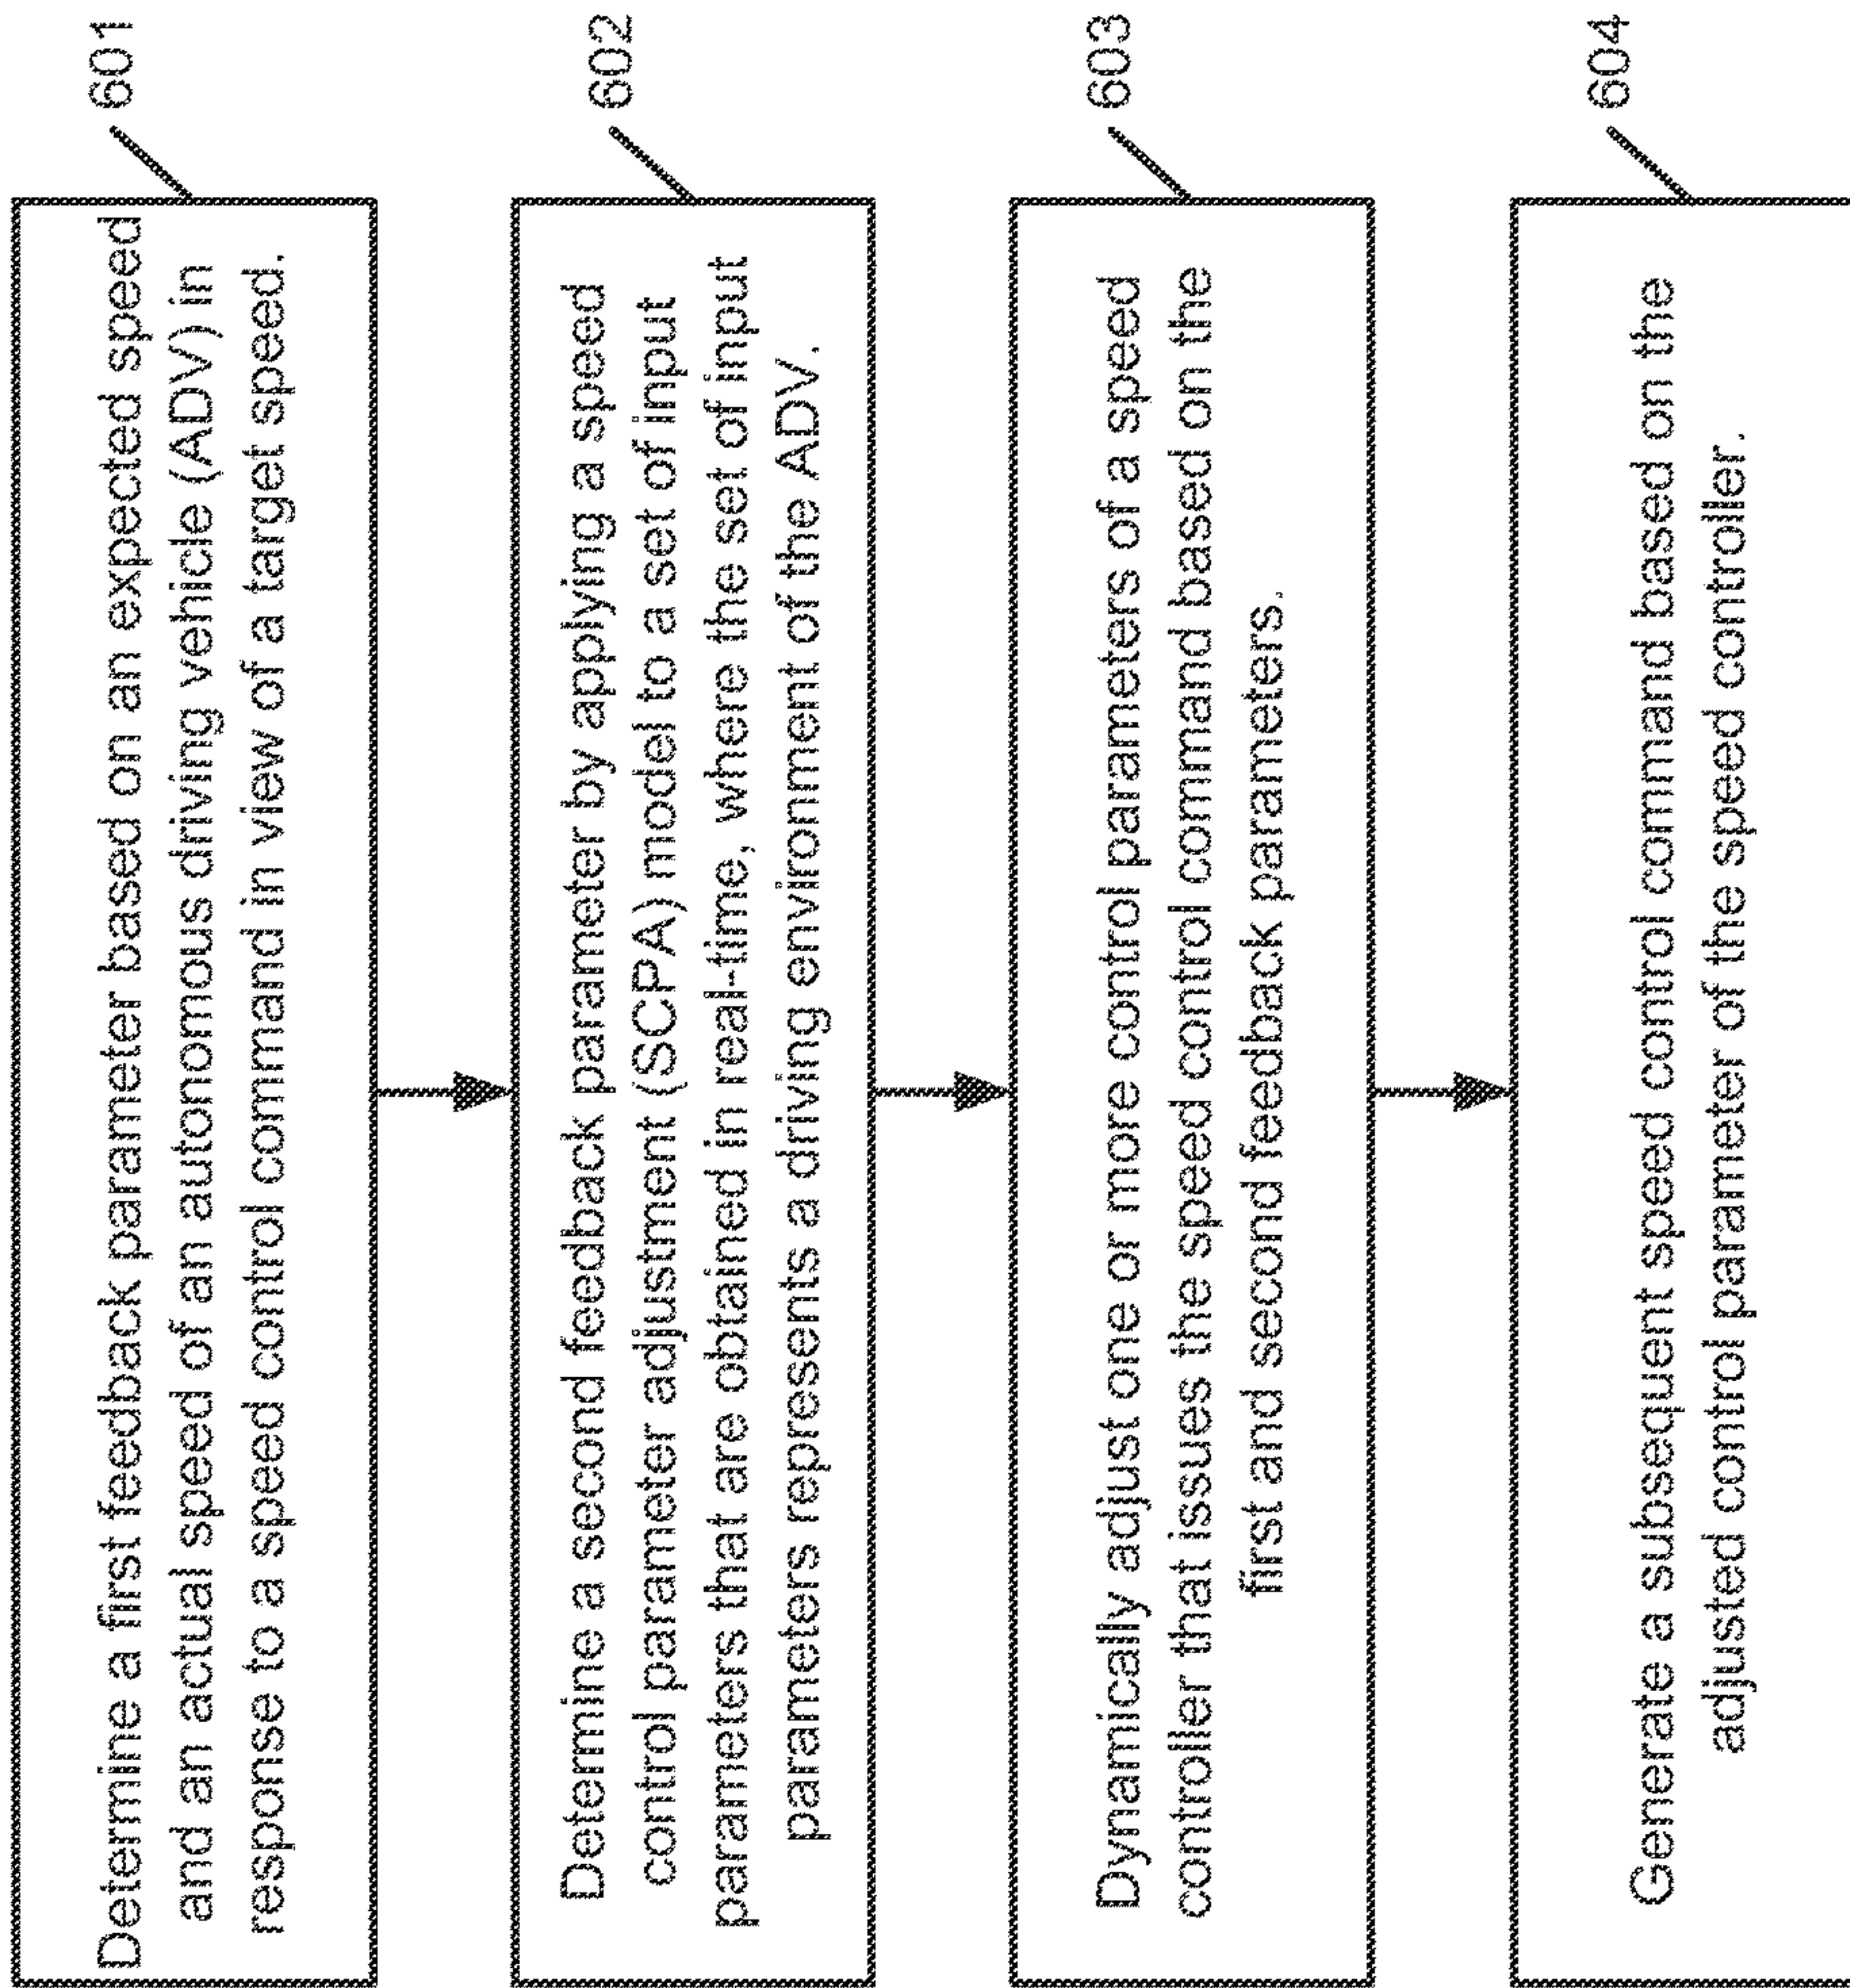 Determine a first feedback parameter based on an expected speed
and an actual speed of an autonomous driving vehicle (ADV) in
response to a speed control command in view of a target speed.
601
Determine a second feedback parameter by applying a speed
control parameter adjustment (SCPA) model to a set of input
parameters that are obtained in real-time, where the set of input
parameters represents a driving environment of the ADV.
602
Dynamically adjust one or more control parameters of a speed
controller that issues the speed control command based on the
first and second feedback parameters.
603
Generate a subsequent speed control command based on the
adjusted control parameter of the speed controller.
604